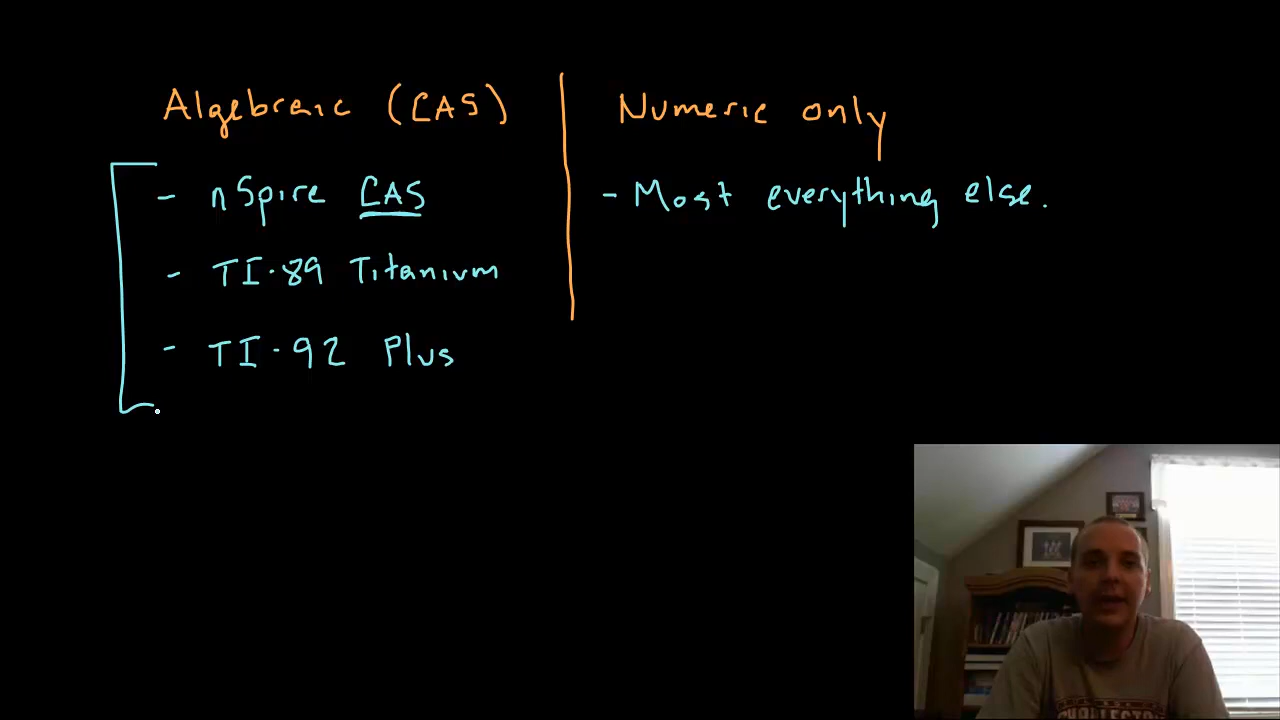 Algebraic (CAS)
Numeric only
- nSpire CAS
- Most everything else.
- TI-89 Titanium
- TI-92 Plus